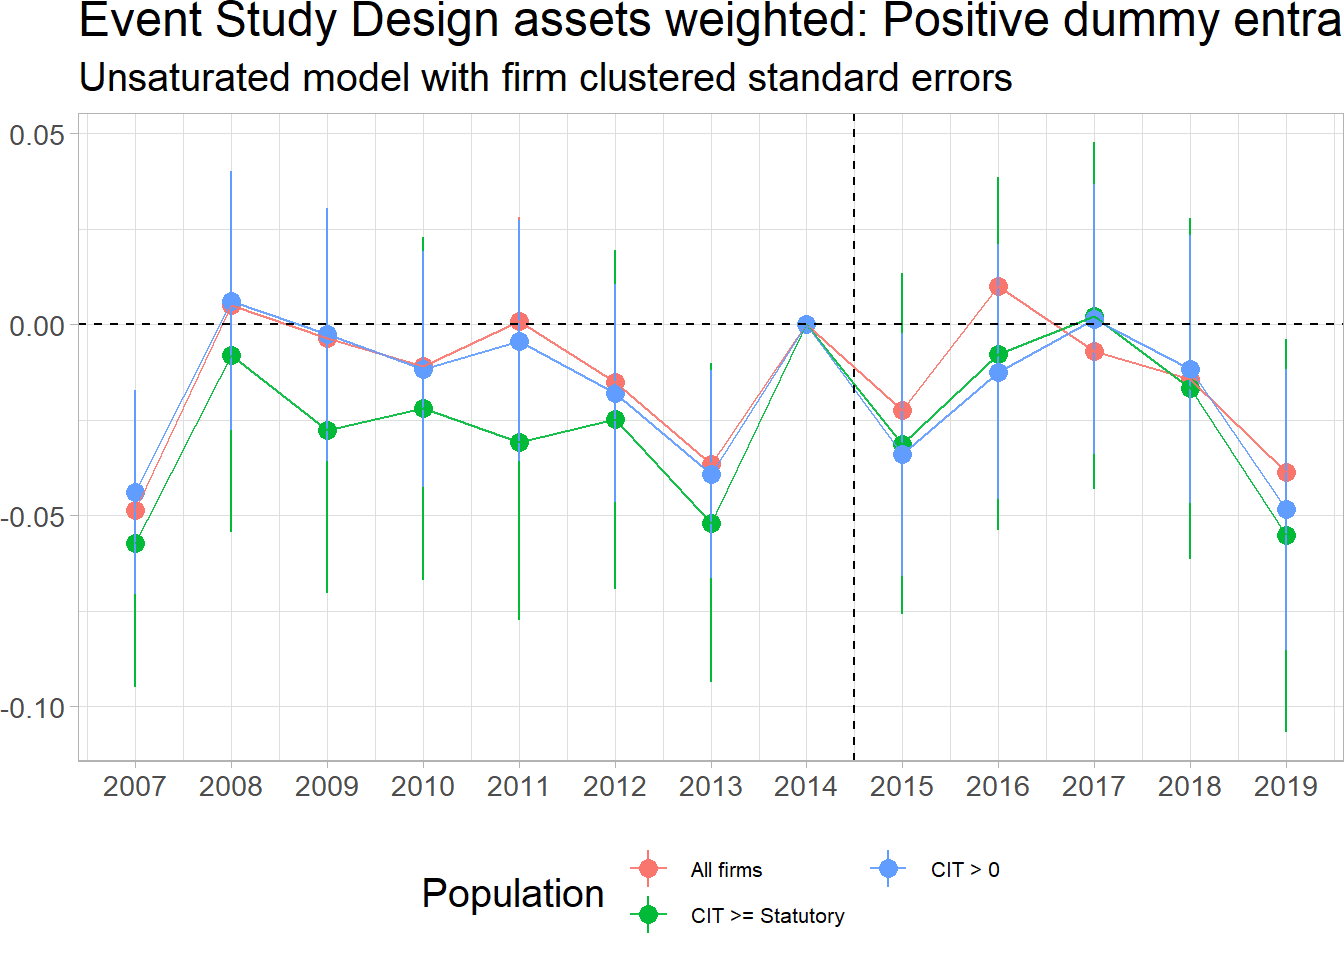 Event Study Design assets weighted: Positive dummy entra
Unsaturated model with firm clustered standard errors
0.05
0.00
-0.05
-0.10
2007 2008 2009 2010 2011 2012 2013 2014 2015 2016 2017 2018 2019
Population
All firms
CIT > 0
CIT >= Statutory